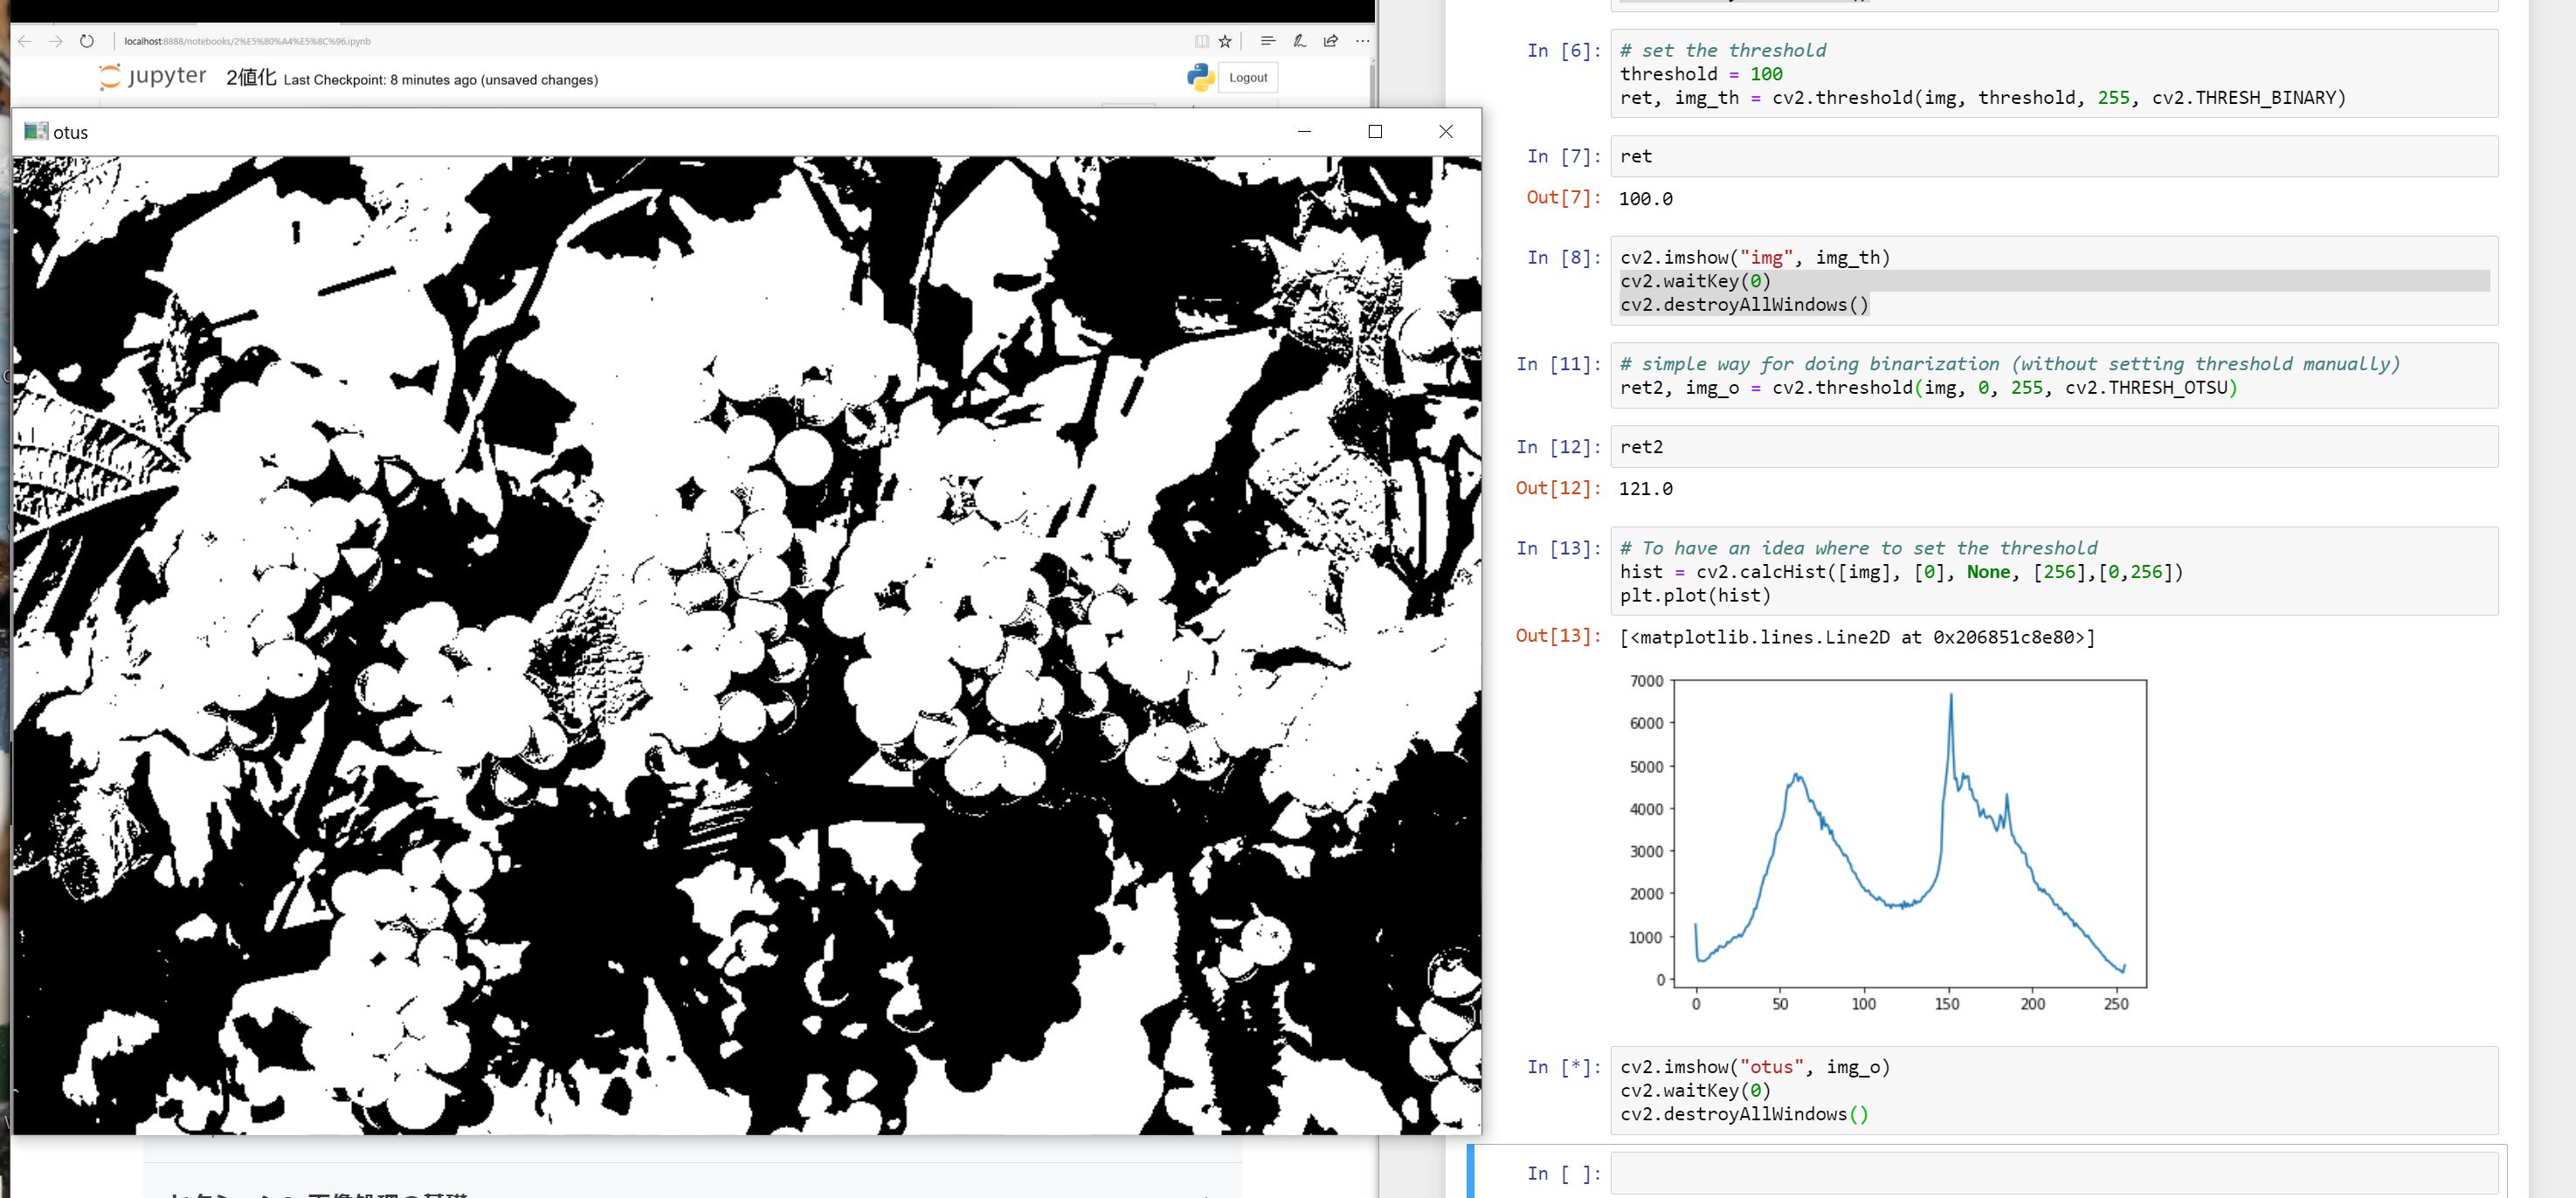 localhost:8888/notebooks/2%E5%80%A4%E5%8C%96.ipynb
jupyter 2値化 Last Checkpoint: 8 minutes ago (unsaved changes)
Logout
otus
In [6]: # set the threshold
threshold = 100
ret, img_th = cv2.threshold(img, threshold, 255, cv2.THRESH_BINARY)
In [7]: ret
Out[7]: 100.0
In [8]: cv2.imshow("img", img_th)
cv2.waitKey(0)
cv2.destroyAllWindows()
In [11]: # simple way for doing binarization (without setting threshold manually)
ret2, img_o = cv2.threshold(img, 0, 255, cv2.THRESH_OTSU)
In [12]: ret2
Out[12]: 121.0
In [13]: # To have an idea where to set the threshold
hist = cv2.calcHist([img], [0], None, [256],[0,256])
plt.plot(hist)
Out[13]: [<matplotlib.lines.Line2D at 0x206851c8e80>]
7000
6000
5000
4000
3000
2000
1000
0
0 50 100 150 200 250
In [*]: cv2.imshow("otus", img_o)
cv2.waitKey(0)
cv2.destroyAllWindows()
In [ ]: